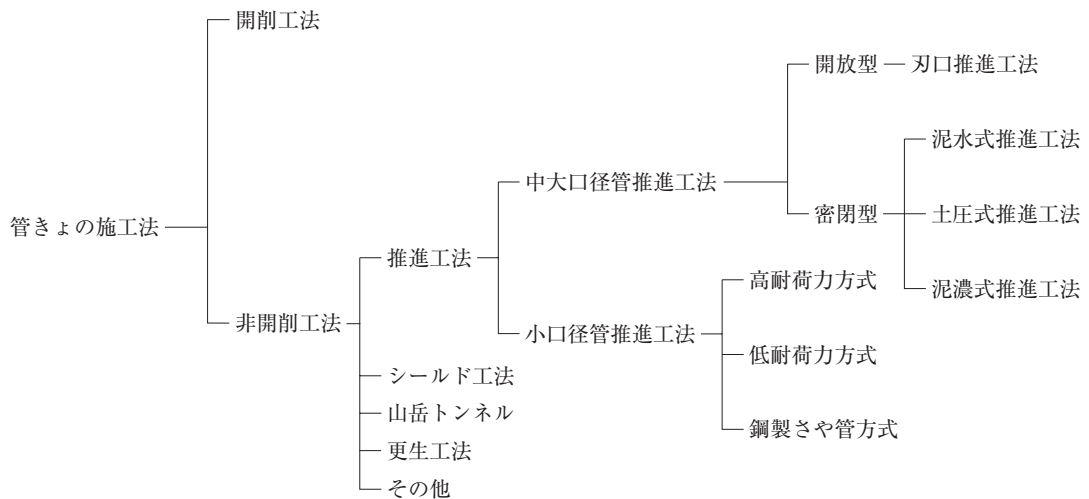 管きょの施工法
開削工法
非開削工法
推進工法
中大口径管推進工法
開放型
刃口推進工法
密閉型
泥水式推進工法
土圧式推進工法
泥濃式推進工法
小口径管推進工法
高耐荷力方式
低耐荷力方式
鋼製さや管方式
シールド工法
山岳トンネル
更生工法
その他